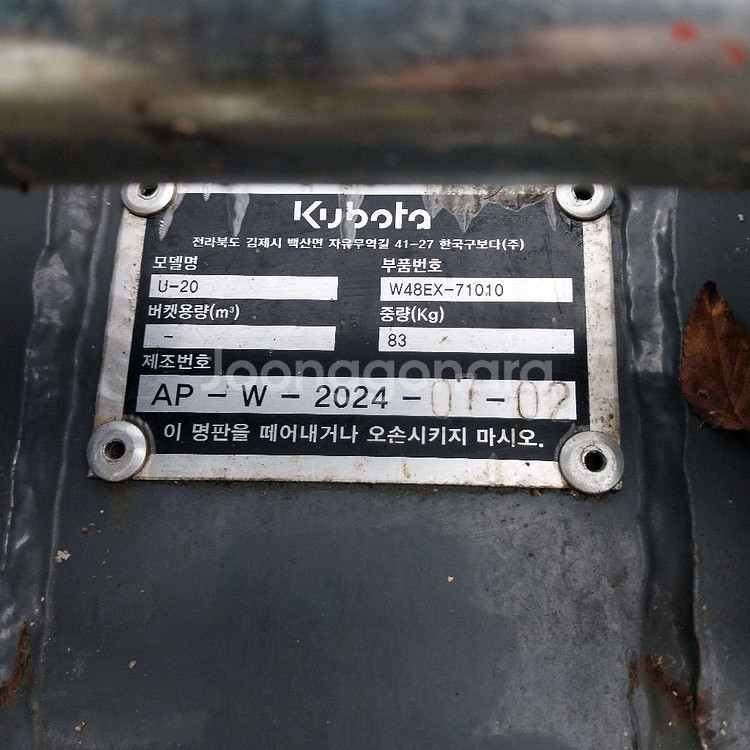 Kubota
전라북도 김제시 백산면 자유무역길 41-27 한국구보다(주)
모델명 부품번호
U-20 W48EX-71010
버켓용량(m³) 중량(Kg)
- 83
제조번호
Joonggonara
AP - W - 2024 - 07 - 02
이 명판을 떼어내거나 오손시키지 마시오.